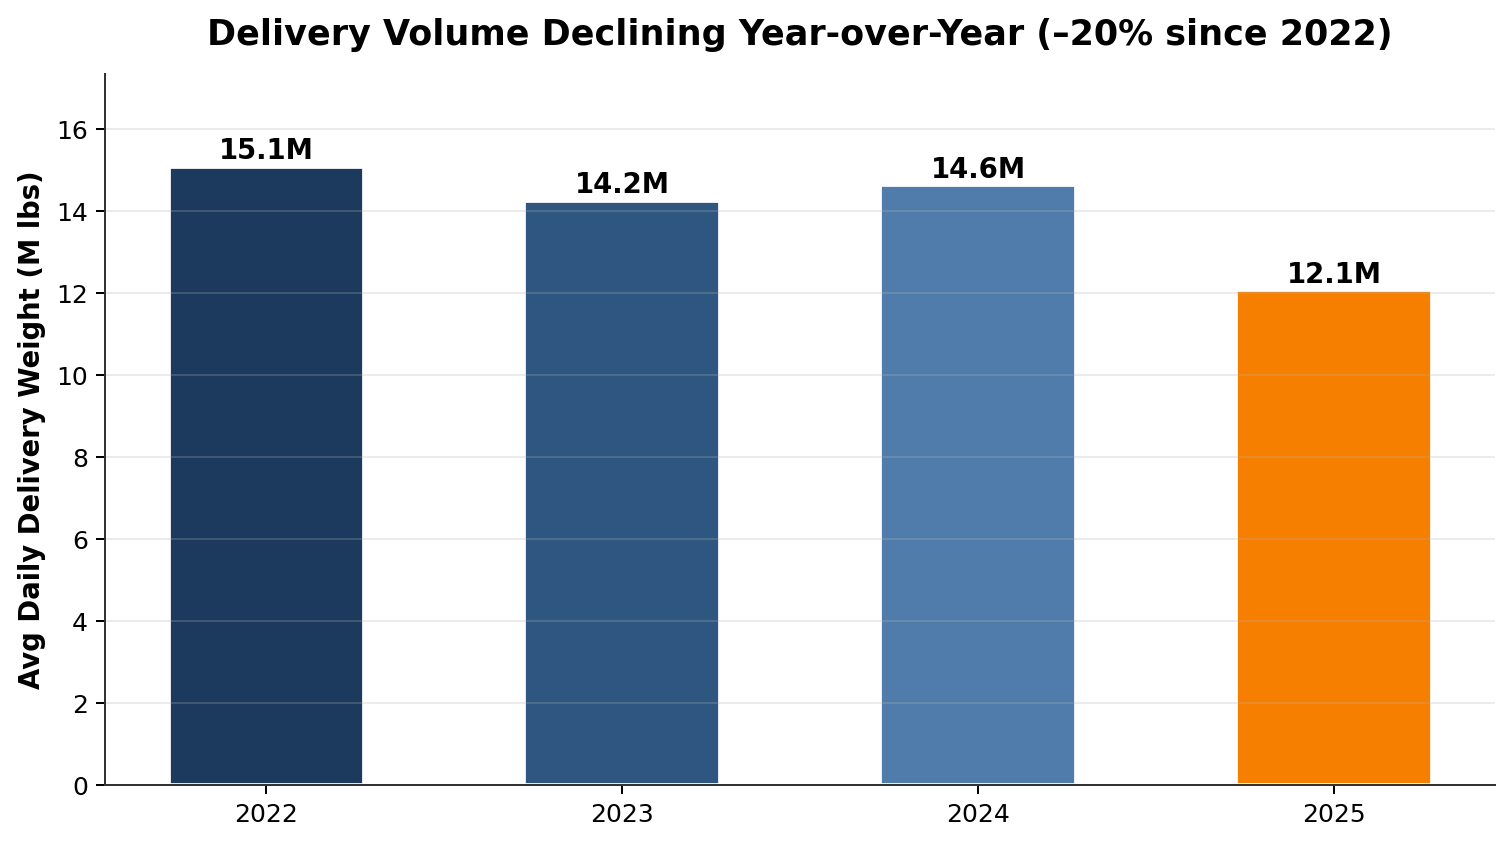 Delivery Volume Declining Year-over-Year (–20% since 2022)
Avg Daily Delivery Weight (M lbs)
16
14
12
10
8
6
4
2
0
15.1M
14.2M
14.6M
12.1M
2022
2023
2024
2025